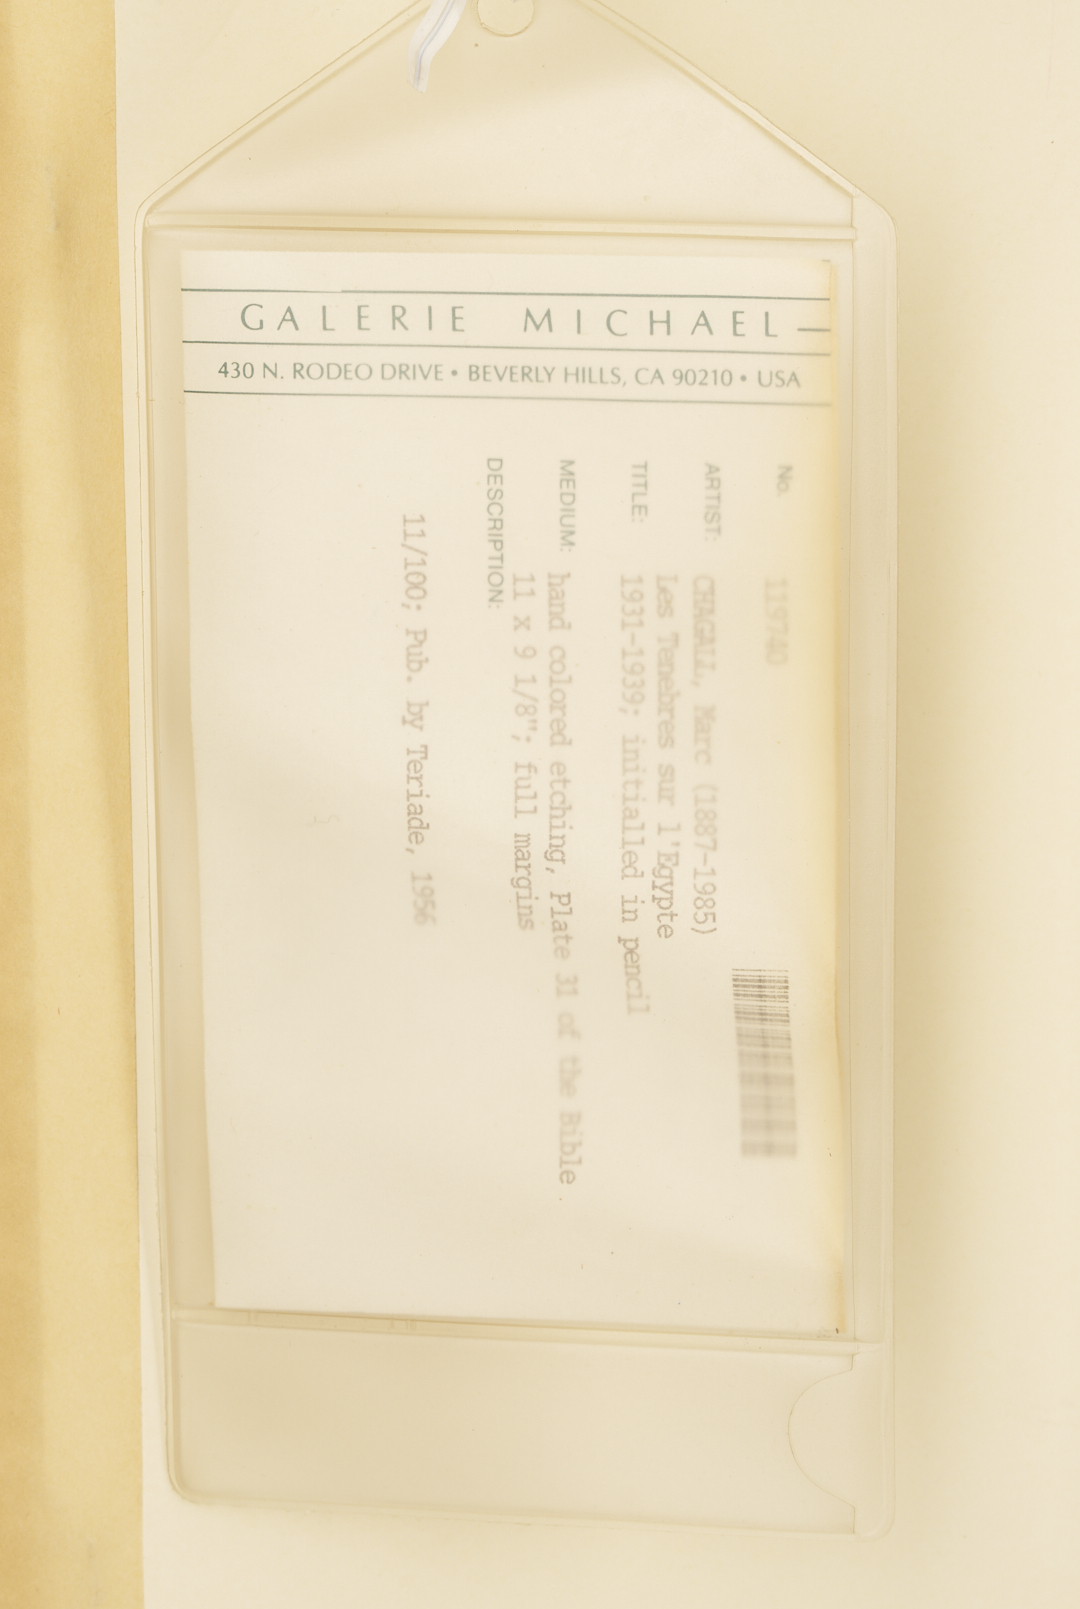 GALERIE MICHAEL
430 N. RODEO DRIVE • BEVERLY HILLS, CA 90210 • USA
No. 119740
ARTIST: CHAGALL, Marc (1887-1985)
Les Tenebres sur l'Egypte
TITLE: 1931-1939; initialled in pencil
MEDIUM: hand colored etching, Plate 31 of the Bible
11 x 9 1/8"; full margins
DESCRIPTION:
11/100; Pub. by Teriade, 1956